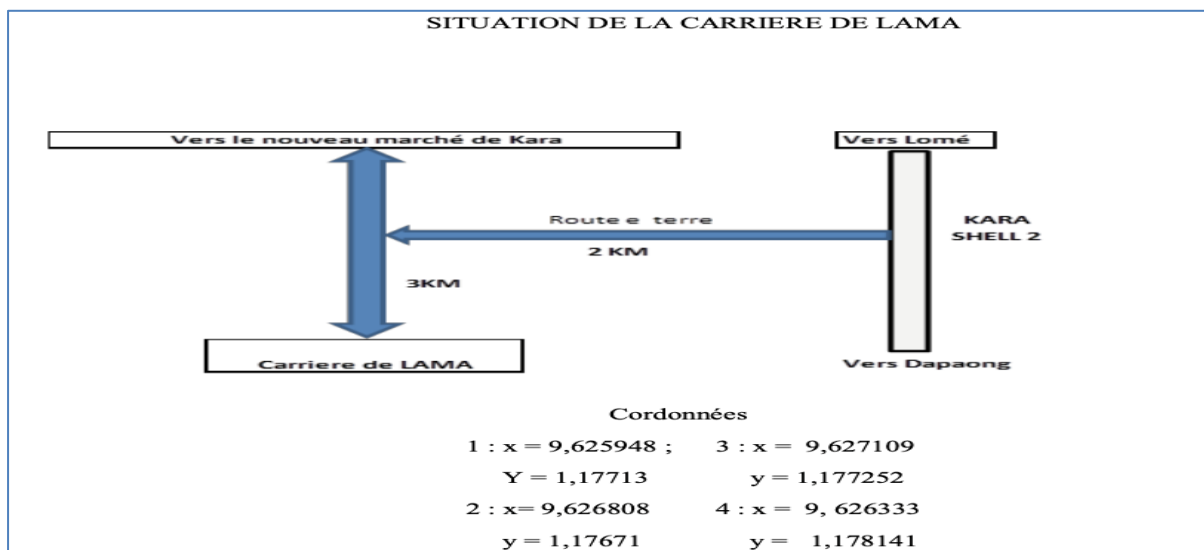 SITUATION DE LA CARRIERE DE LAMA
Vers le nouveau marché de Kara
Vers Lomé
Route e terre
2 KM
KARA
SHELL 2
3KM
Carriere de LAMA
Vers Dapaong
Cordonnées
1 : x = 9,625948 ; 3 : x = 9,627109
Y = 1,17713 y = 1,177252
2 : x= 9,626808 4 : x = 9, 626333
y = 1,17671 y = 1,178141